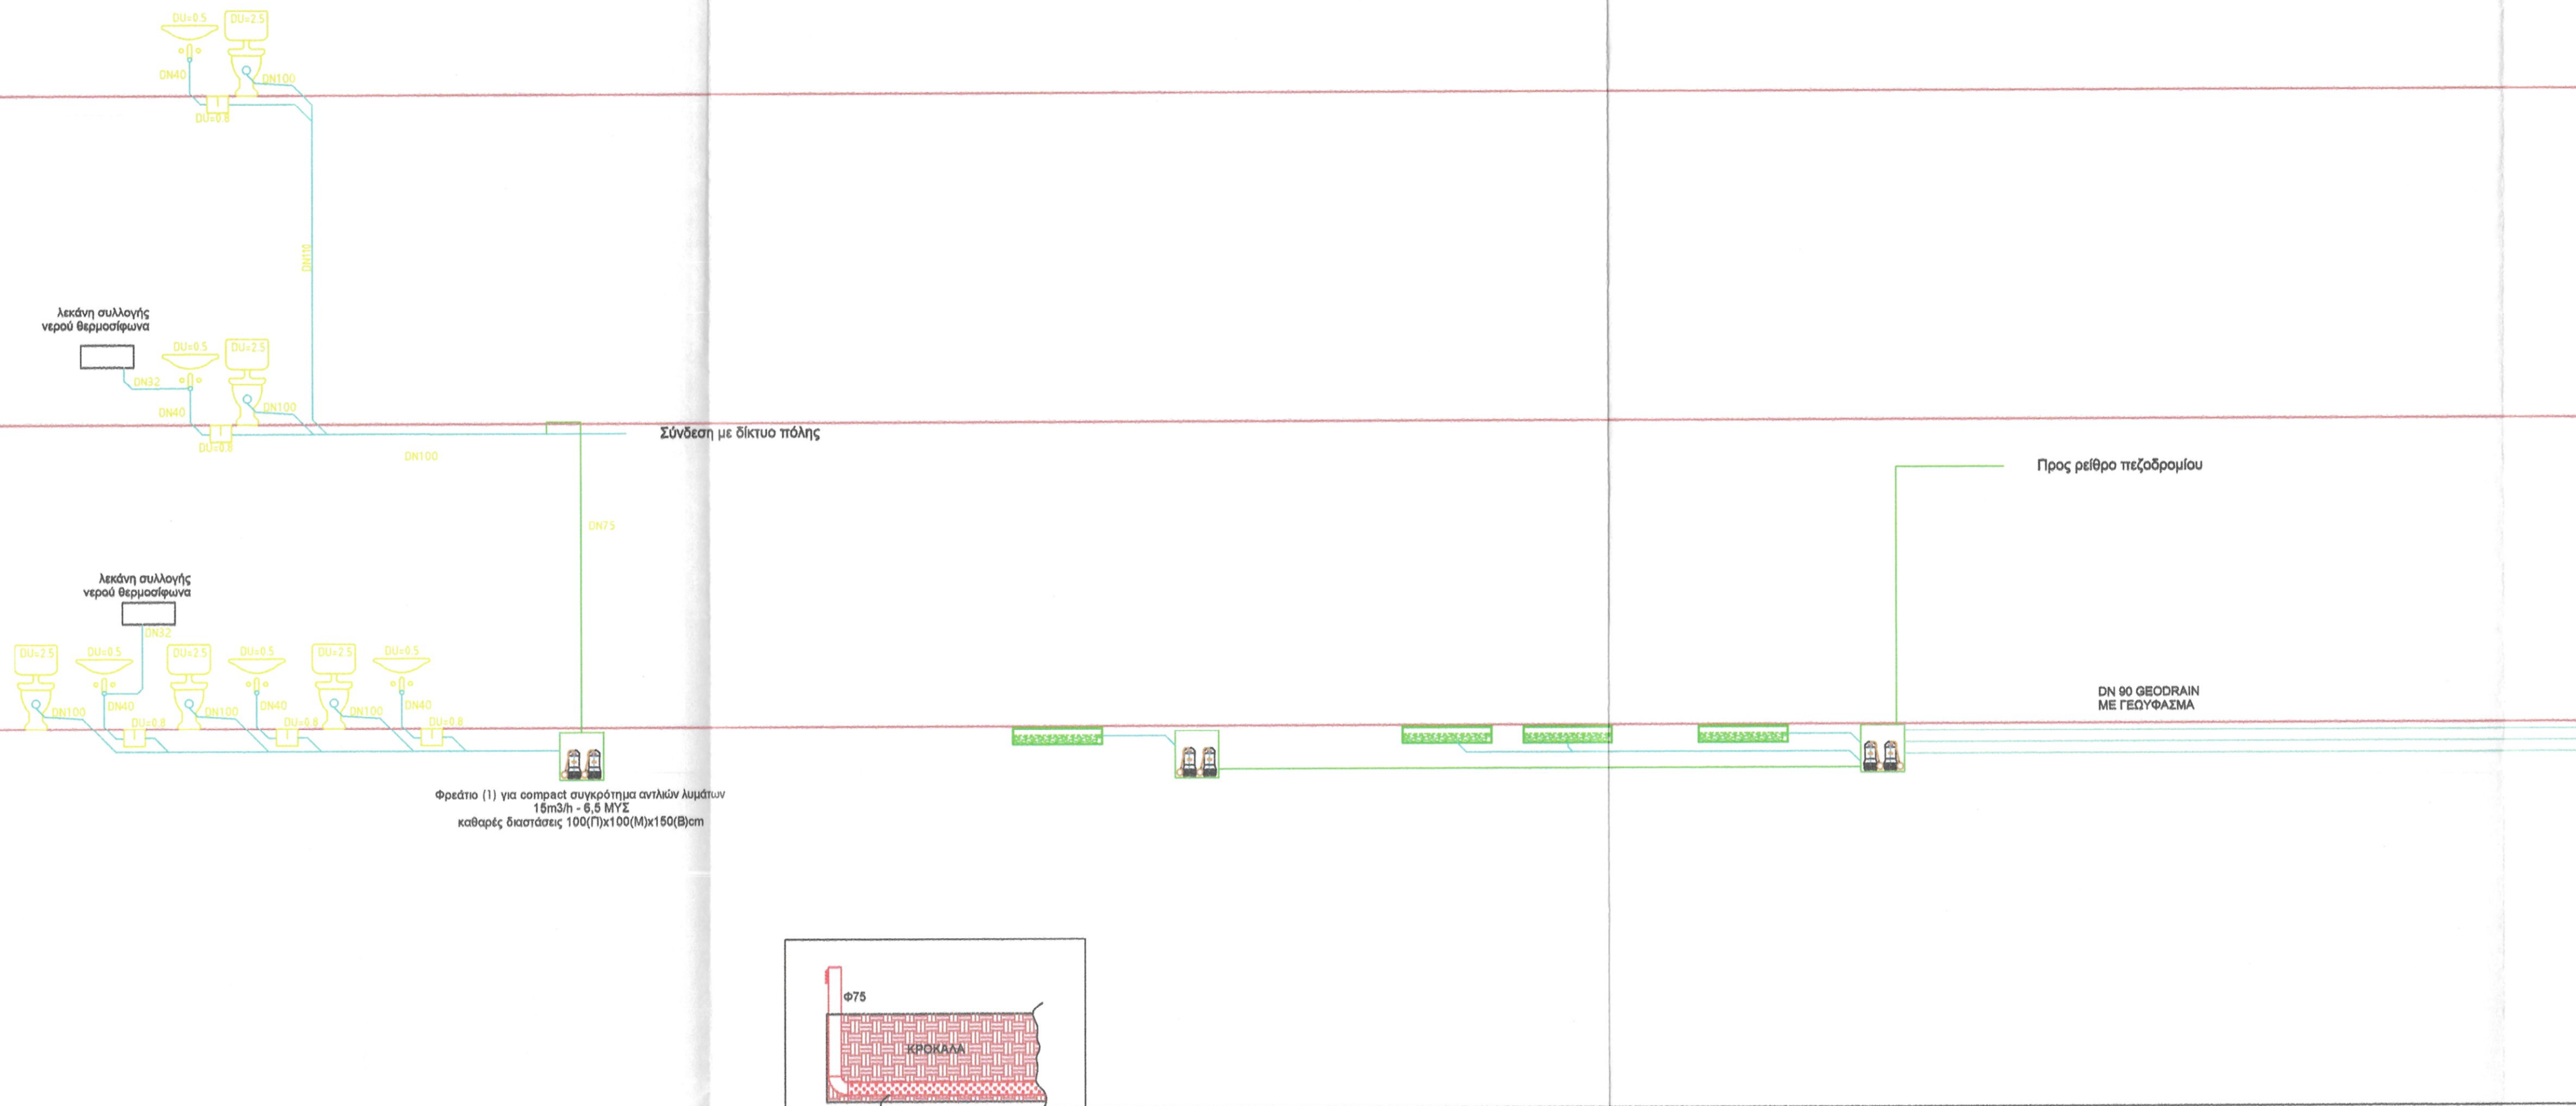 DU=0.5
DU=2.5
DN40
DN100
DU=0.8
DN110
λεκάνη συλλογής
νερού θερμοσίφωνα
DU=0.5
DU=2.5
DN32
DN40
DN100
DU=0.8
DN100
Σύνδεση με δίκτυο πόλης
Προς ρείθρο πεζοδρομίου
DN75
λεκάνη συλλογής
νερού θερμοσίφωνα
DN32
DU=2.5
DU=0.5
DU=2.5
DU=0.5
DU=2.5
DU=0.5
DN100
DN40
DN100
DN40
DN100
DN40
DU=0.8
DU=0.8
DU=0.8
DN 90 GEODRAIN
ΜΕ ΓΕΩΥΦΑΣΜΑ
Φρεάτιο (1) για compact συγκρότημα αντλιών λυμάτων
15m3/h - 6,5 ΜΥΣ
καθαρές διαστάσεις 100(Π)x100(Μ)x150(Β)cm
Φ75
ΚΡΟΚΑΛΑ